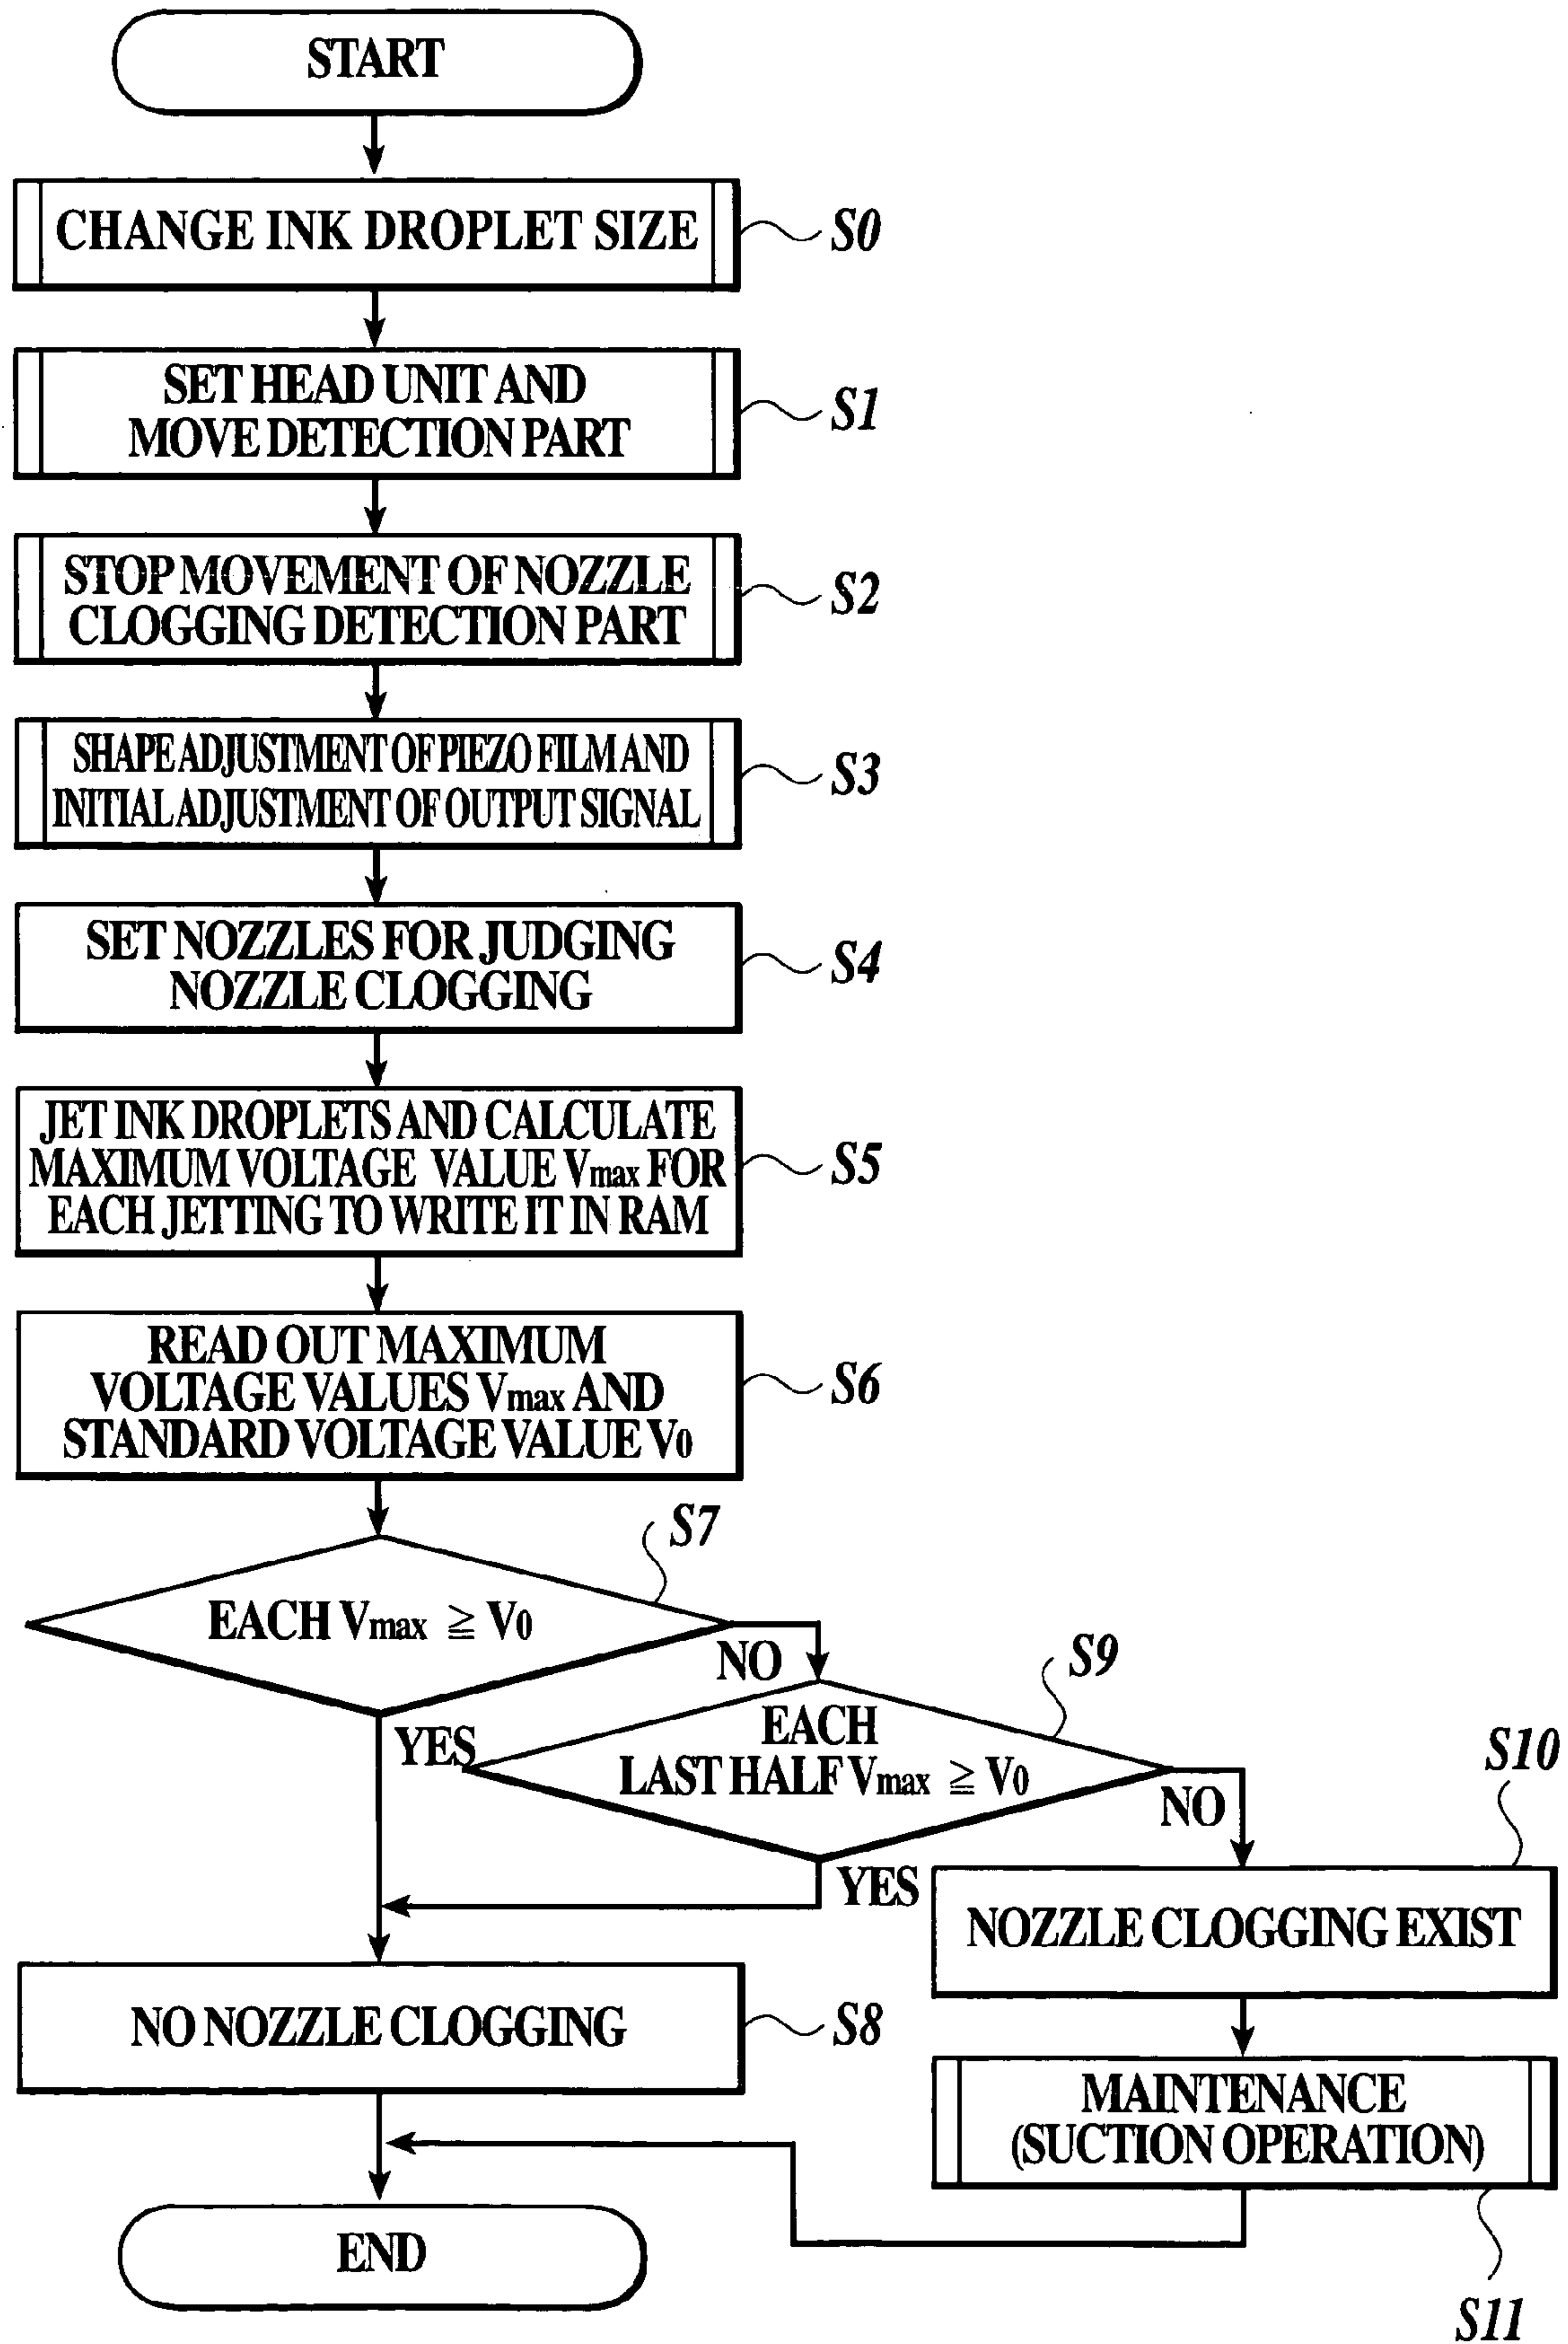 START
CHANGE INK DROPLET SIZE
S0
SET HEAD UNIT AND
MOVE DETECTION PART
S1
STOP MOVEMENT OF NOZZLE
CLOGGING DETECTION PART
S2
SHAPE ADJUSTMENT OF PIEZO FILM AND
INITIAL ADJUSTMENT OF OUTPUT SIGNAL
S3
SET NOZZLES FOR JUDGING
NOZZLE CLOGGING
S4
JET INK DROPLETS AND CALCULATE
MAXIMUM VOLTAGE VALUE Vmax FOR
EACH JETTING TO WRITE IT IN RAM
S5
READ OUT MAXIMUM
VOLTAGE VALUES Vmax AND
STANDARD VOLTAGE VALUE V0
S6
S7
EACH Vmax ≧ V0
NO
YES
S9
EACH
LAST HALF Vmax ≧ V0
NO
YES
S10
NOZZLE CLOGGING EXIST
NO NOZZLE CLOGGING
S8
MAINTENANCE
(SUCTION OPERATION)
S11
END